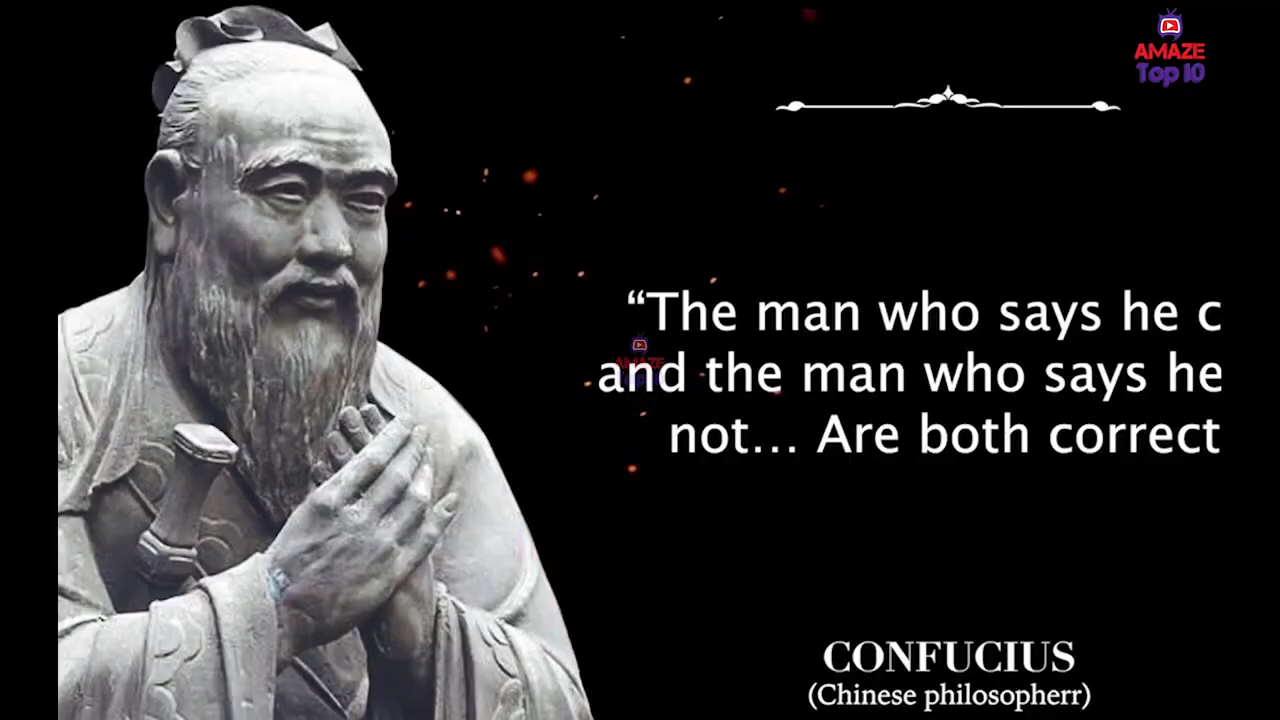 AMAZE
Top 10
“The man who says he c
and the man who says he
not... Are both correct
AMAZE
CONFUCIUS
(Chinese philosopherr)